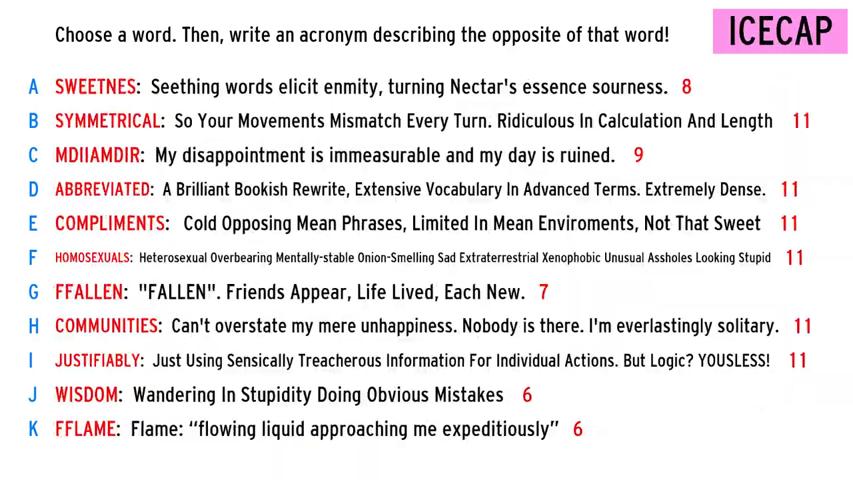 Choose a word. Then, write an acronym describing the opposite of that word!
ICECAP
A SWEETNES: Seething words elicit enmity, turning Nectar's essence sourness. 8
B SYMMETRICAL: So Your Movements Mismatch Every Turn. Ridiculous In Calculation And Length 11
C MDIIAMDIR: My disappointment is immeasurable and my day is ruined. 9
D ABBREVIATED: A Brilliant Bookish Rewrite, Extensive Vocabulary In Advanced Terms. Extremely Dense. 11
E COMPLIMENTS: Cold Opposing Mean Phrases, Limited In Mean Enviroments, Not That Sweet 11
F HOMOSEXUALS: Heterosexual Overbearing Mentally-stable Onion-Smelling Sad Extraterrestrial Xenophobic Unusual Assholes Looking Stupid 11
G FFALLEN: "FALLEN". Friends Appear, Life Lived, Each New. 7
H COMMUNITIES: Can't overstate my mere unhappiness. Nobody is there. I'm everlastingly solitary. 11
I JUSTIFIABLY: Just Using Sensically Treacherous Information For Individual Actions. But Logic? YOUSLESS! 11
J WISDOM: Wandering In Stupidity Doing Obvious Mistakes 6
K FFLAME: Flame: “flowing liquid approaching me expeditiously” 6